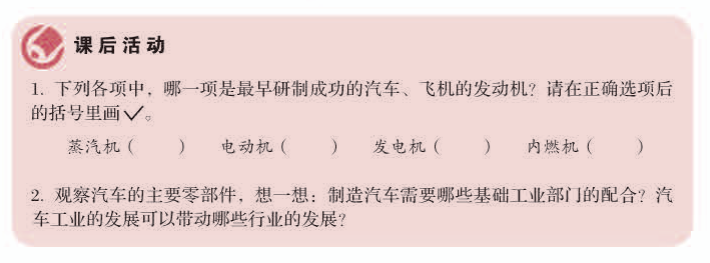 课后活动
1. 下列各项中，哪一项是最早研制成功的汽车、飞机的发动机？请在正确选项后
的括号里画✓。
蒸汽机（　　） 电动机（　　） 发电机（　　） 内燃机（　　）
2. 观察汽车的主要零部件，想一想：制造汽车需要哪些基础工业部门的配合？汽
车工业的发展可以带动哪些行业的发展？